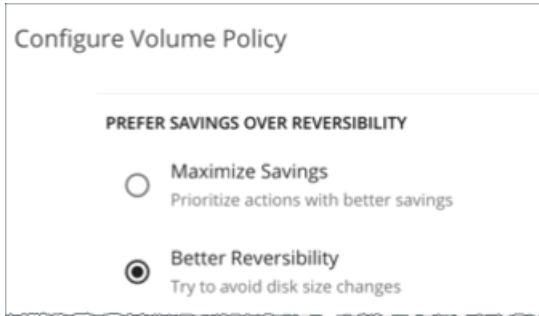 Configure Volume Policy
PREFER SAVINGS OVER REVERSIBILITY
Maximize Savings
Prioritize actions with better savings
Better Reversibility
Try to avoid disk size changes